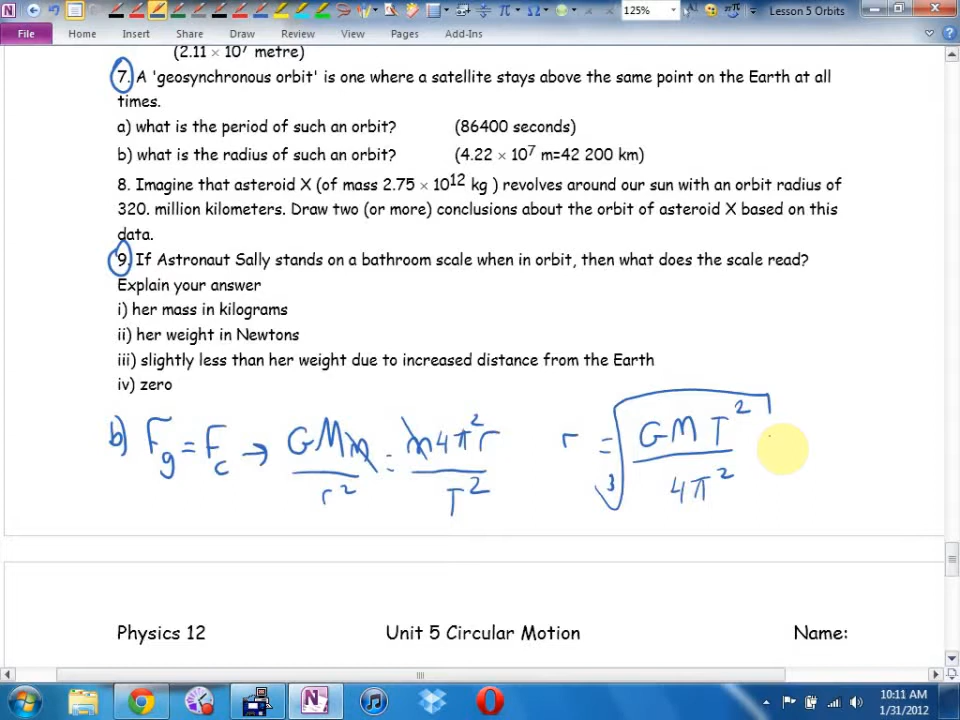 125%
Lesson 5 Orbits
File Home Insert Draw Review View Pages Add-Ins
(2.11 × 10⁷ metre)
7. A 'geosynchronous orbit' is one where a satellite stays above the same point on the Earth at all
times.
a) what is the period of such an orbit? (86400 seconds)
b) what is the radius of such an orbit? (4.22 × 10⁷ m=42 200 km)
8. Imagine that asteroid X (of mass 2.75 × 10¹² kg ) revolves around our sun with an orbit radius of
320. million kilometers. Draw two (or more) conclusions about the orbit of asteroid X based on this
data.
9. If Astronaut Sally stands on a bathroom scale when in orbit, then what does the scale read?
Explain your answer
i) her mass in kilograms
ii) her weight in Newtons
iii) slightly less than her weight due to increased distance from the Earth
iv) zero
b) Fg = Fc → GMm/r² = m4π²r/T² r = ∛(GMT²/4π²)
Physics 12 Unit 5 Circular Motion Name:
10:11 AM
1/31/2012